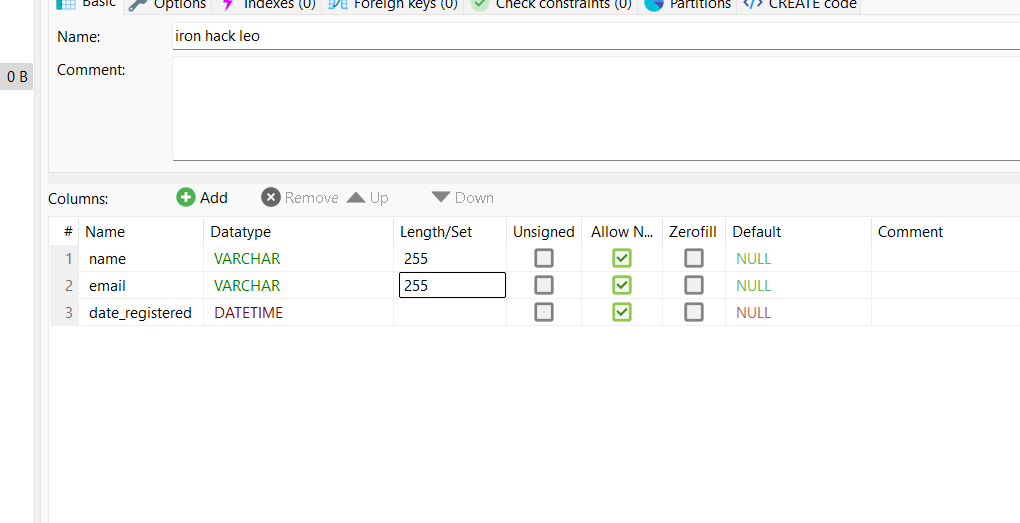 Basic Options Indexes (0) Foreign keys (0) Check constraints (0) Partitions </> CREATE code
Name: iron hack leo
0 B
Comment:
Columns: Add Remove Up Down
# Name Datatype Length/Set Unsigned Allow N... Zerofill Default Comment
1 name VARCHAR 255 NULL
2 email VARCHAR 255 NULL
3 date_registered DATETIME NULL